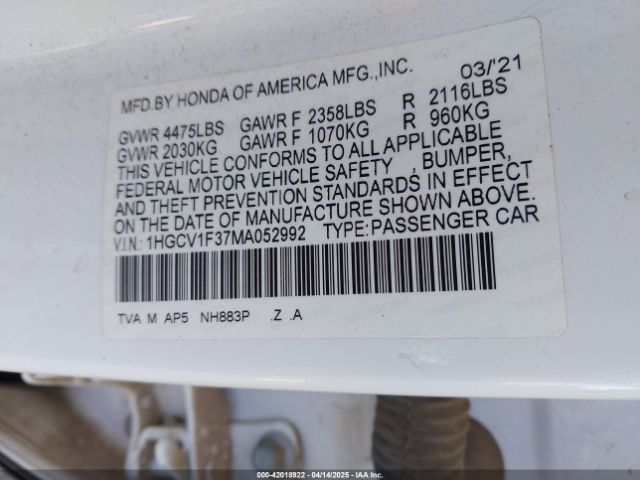 MFD.BY HONDA OF AMERICA MFG.,INC. 03/'21
GVWR 4475LBS GAWR F 2358LBS R 2116LBS
GVWR 2030KG GAWR F 1070KG R 960KG
THIS VEHICLE CONFORMS TO ALL APPLICABLE
FEDERAL MOTOR VEHICLE SAFETY , BUMPER,
AND THEFT PREVENTION STANDARDS IN EFFECT
ON THE DATE OF MANUFACTURE SHOWN ABOVE.
V.I.N.: 1HGCV1F37MA052992 TYPE:PASSENGER CAR
TVA M AP5 NH883P .Z .A
000-42018922 - 04/14/2025 - IAA Inc.